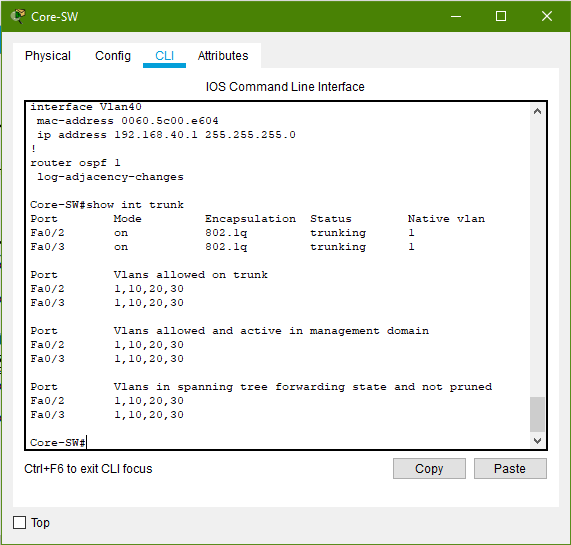 Core-SW
Physical Config CLI Attributes
IOS Command Line Interface
interface Vlan40
 mac-address 0060.5c00.e604
 ip address 192.168.40.1 255.255.255.0
!
router ospf 1
 log-adjacency-changes

Core-SW#show int trunk
Port        Mode         Encapsulation  Status        Native vlan
Fa0/2       on           802.1q         trunking      1
Fa0/3       on           802.1q         trunking      1

Port        Vlans allowed on trunk
Fa0/2       1,10,20,30
Fa0/3       1,10,20,30

Port        Vlans allowed and active in management domain
Fa0/2       1,10,20,30
Fa0/3       1,10,20,30

Port        Vlans in spanning tree forwarding state and not pruned
Fa0/2       1,10,20,30
Fa0/3       1,10,20,30

Core-SW#
Ctrl+F6 to exit CLI focus Copy Paste
Top